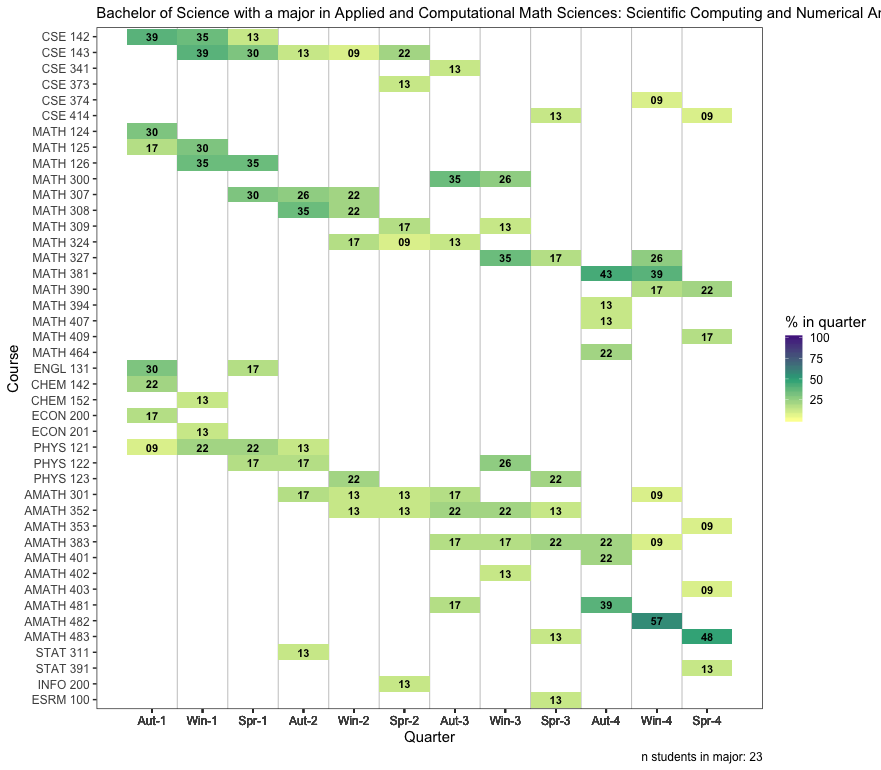 Bachelor of Science with a major in Applied and Computational Math Sciences: Scientific Computing and Numerical Ar
CSE 142 39 35 13
CSE 143 39 30 13 09 22
CSE 341 13
CSE 373 13
CSE 374 09
CSE 414 13 09
MATH 124 30
MATH 125 17 30
MATH 126 35 35
MATH 300 35 26
MATH 307 30 26 22
MATH 308 35 22
MATH 309 17 13
MATH 324 17 09 13
MATH 327 35 17 26
MATH 381 43 39
MATH 390 17 22
MATH 394 13
MATH 407 13
MATH 409 17
MATH 464 22
ENGL 131 30 17
CHEM 142 22
CHEM 152 13
ECON 200 17
ECON 201 13
PHYS 121 09 22 22 13
PHYS 122 17 17 26
PHYS 123 22 22
AMATH 301 17 13 13 17 09
AMATH 352 13 13 22 22 13
AMATH 353 09
AMATH 383 17 17 22 22 09
AMATH 401 22
AMATH 402 13
AMATH 403 09
AMATH 481 17 39
AMATH 482 57
AMATH 483 13 48
STAT 311 13
STAT 391 13
INFO 200 13
ESRM 100 13
Aut-1 Win-1 Spr-1 Aut-2 Win-2 Spr-2 Aut-3 Win-3 Spr-3 Aut-4 Win-4 Spr-4
Quarter
Course
% in quarter
100
75
50
25
n students in major: 23